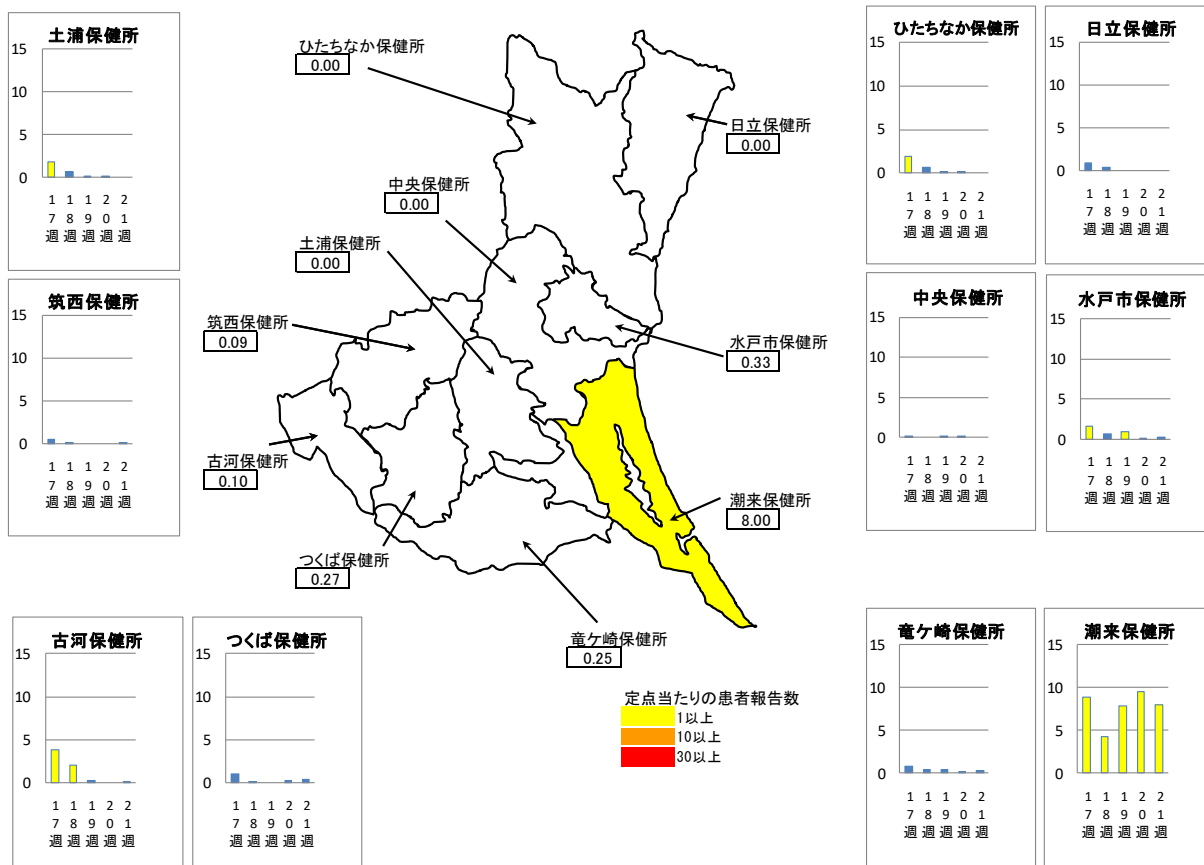 土浦保健所
15
10
5
0
17週
18週
19週
20週
21週
筑西保健所
15
10
5
0
17週
18週
19週
20週
21週
古河保健所
15
10
5
0
17週
18週
19週
20週
21週
つくば保健所
15
10
5
0
17週
18週
19週
20週
21週
ひたちなか保健所
0.00
日立保健所
0.00
中央保健所
0.00
土浦保健所
0.00
筑西保健所
0.09
水戸市保健所
0.33
古河保健所
0.10
潮来保健所
8.00
つくば保健所
0.27
竜ケ崎保健所
0.25
定点当たりの患者報告数
1以上
10以上
30以上
ひたちなか保健所
15
10
5
0
17週
18週
19週
20週
21週
日立保健所
15
10
5
0
17週
18週
19週
20週
21週
中央保健所
15
10
5
0
17週
18週
19週
20週
21週
水戸市保健所
15
10
5
0
17週
18週
19週
20週
21週
竜ケ崎保健所
15
10
5
0
17週
18週
19週
20週
21週
潮来保健所
15
10
5
0
17週
18週
19週
20週
21週